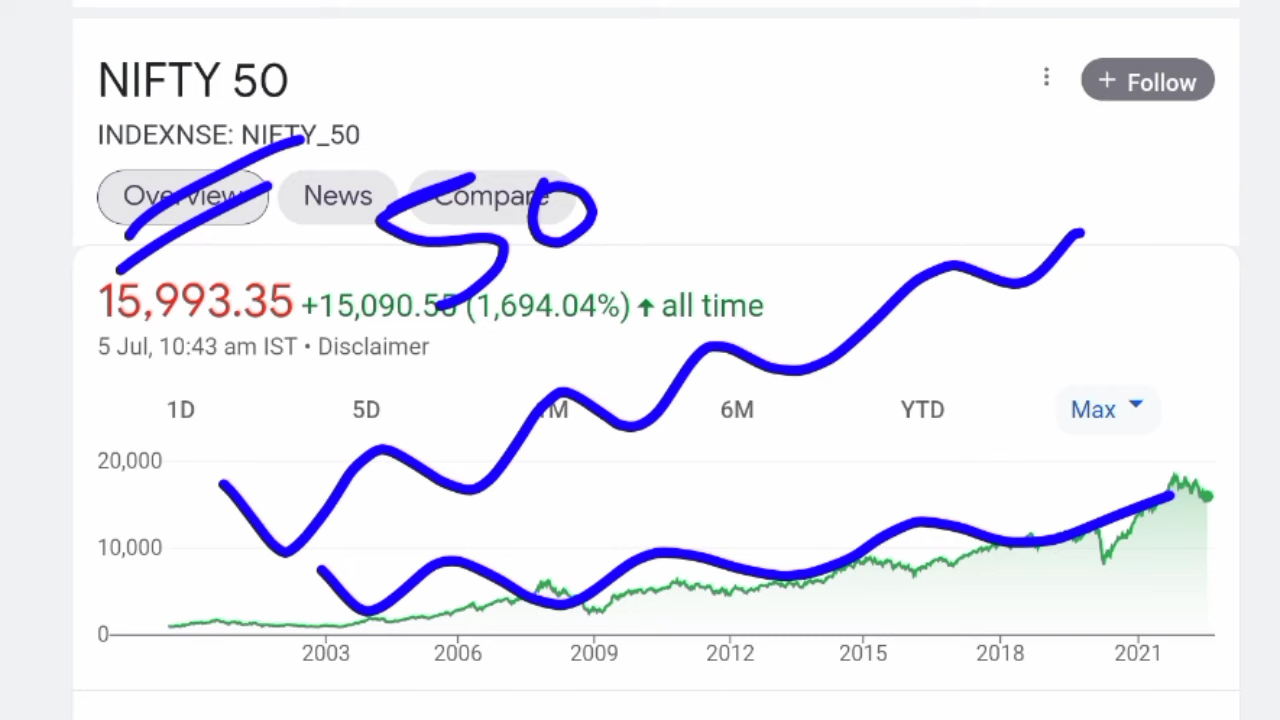 NIFTY 50
+ Follow
INDEXNSE: NIFTY_50
Overview News Compare
50
15,993.35 +15,090.55 (1,694.04%) ↑ all time
5 Jul, 10:43 am IST • Disclaimer
1D 5D 1M 6M YTD Max
20,000
10,000
0
2003 2006 2009 2012 2015 2018 2021